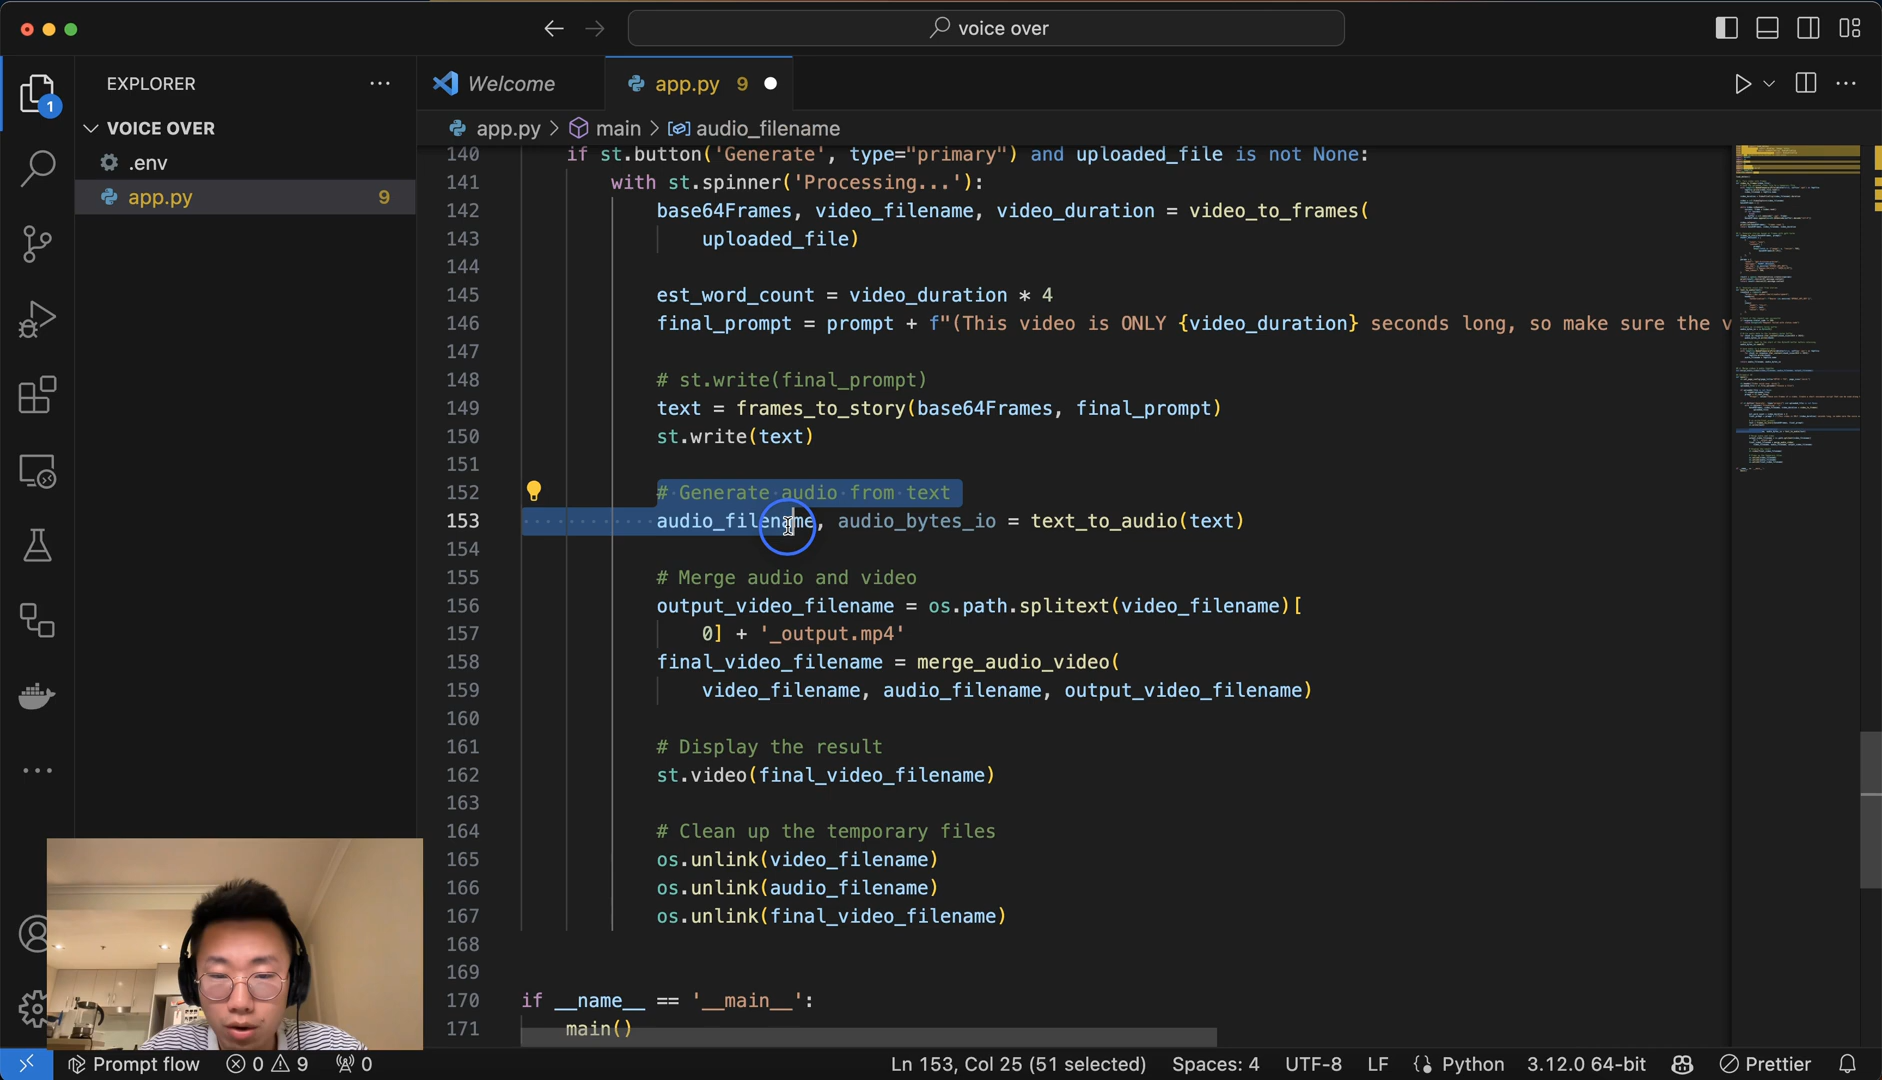 voice over
EXPLORER
Welcome
app.py 9
VOICE OVER
app.py > main > audio_filename
.env
app.py 9
1
140 if st.button('Generate', type="primary") and uploaded_file is not None:
141 with st.spinner('Processing...'):
142 base64Frames, video_filename, video_duration = video_to_frames(
143 uploaded_file)
144
145 est_word_count = video_duration * 4
146 final_prompt = prompt + f"(This video is ONLY {video_duration} seconds long, so make sure the v
147
148 # st.write(final_prompt)
149 text = frames_to_story(base64Frames, final_prompt)
150 st.write(text)
151
152 # Generate audio from text
153 audio_filename, audio_bytes_io = text_to_audio(text)
154
155 # Merge audio and video
156 output_video_filename = os.path.splitext(video_filename)[
157 0] + '_output.mp4'
158 final_video_filename = merge_audio_video(
159 video_filename, audio_filename, output_video_filename)
160
161 # Display the result
162 st.video(final_video_filename)
163
164 # Clean up the temporary files
165 os.unlink(video_filename)
166 os.unlink(audio_filename)
167 os.unlink(final_video_filename)
168
169
170 if __name__ == '__main__':
171 main()
Prompt flow 0 9 0 Ln 153, Col 25 (51 selected) Spaces: 4 UTF-8 LF Python 3.12.0 64-bit Prettier